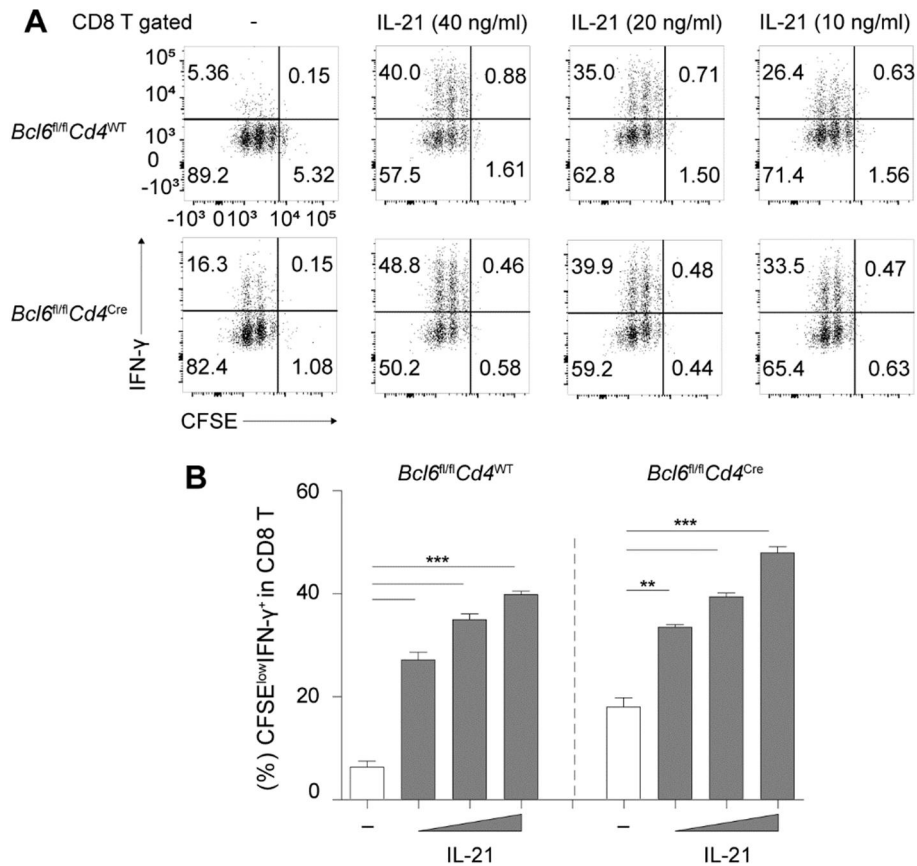 A
CD8 T gated - IL-21 (40 ng/ml) IL-21 (20 ng/ml) IL-21 (10 ng/ml)
Bcl6fl/flCd4WT
10⁵
10⁴
10³
0
-10³
5.36 0.15
89.2 5.32
40.0 0.88
57.5 1.61
35.0 0.71
62.8 1.50
26.4 0.63
71.4 1.56
-10³ 0 10³ 10⁴ 10⁵
Bcl6fl/flCd4Cre
16.3 0.15
82.4 1.08
48.8 0.46
50.2 0.58
39.9 0.48
59.2 0.44
33.5 0.47
65.4 0.63
IFN-γ
CFSE
B
Bcl6fl/flCd4WT Bcl6fl/flCd4Cre
(%) CFSElowIFN-γ+ in CD8 T
60
40
20
0
***
**
***
– –
IL-21 IL-21